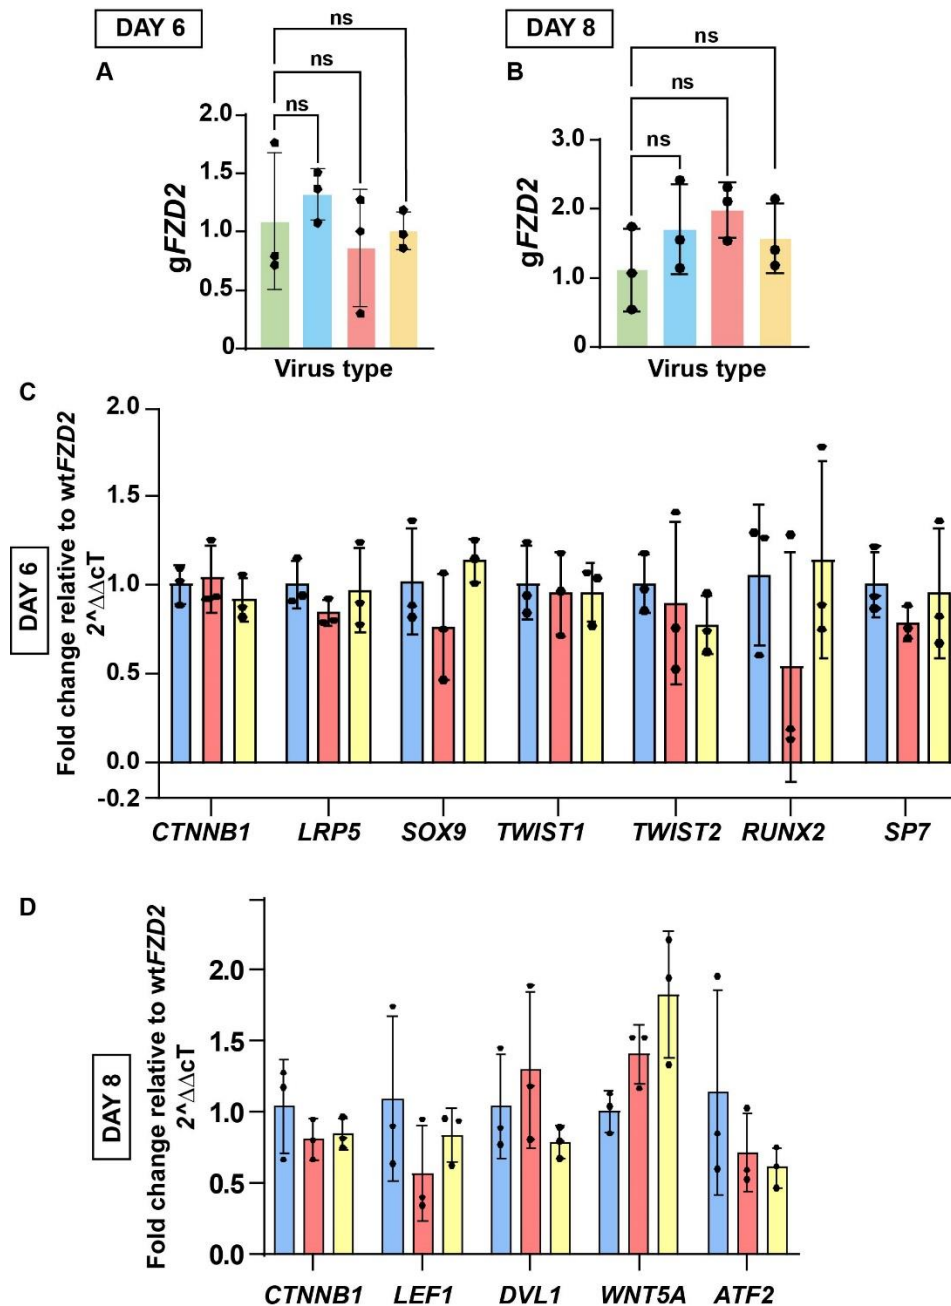 DAY 6
DAY 8
A
ns
ns
ns
gFZD2
2.0
1.5
1.0
0.5
0
Virus type
B
ns
ns
ns
gFZD2
3.0
2.0
1.0
0
Virus type
C
DAY 6
Fold change relative to wtFZD2
2^ΔΔcT
2.0
1.5
1.0
0.5
0.0
-0.2
CTNNB1 LRP5 SOX9 TWIST1 TWIST2 RUNX2 SP7
D
DAY 8
Fold change relative to wtFZD2
2^ΔΔcT
2.0
1.5
1.0
0.5
0.0
CTNNB1 LEF1 DVL1 WNT5A ATF2